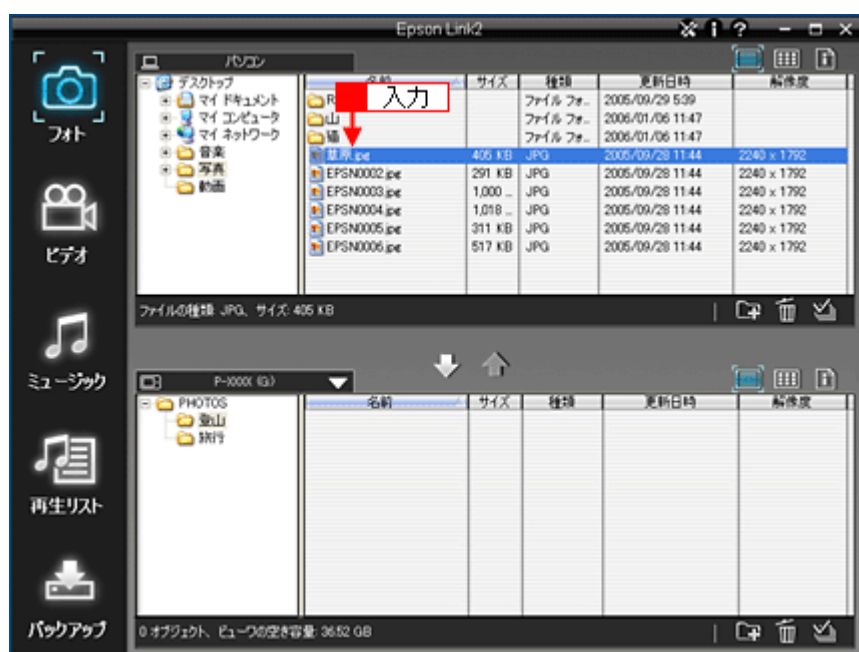 Epson Link2
フォト
ビデオ
ミュージック
再生リスト
バックアップ
パソコン
デスクトップ
マイ ドキュメント
マイ コンピュータ
マイ ネットワーク
音楽
写真
動画
入力
名前 サイズ 種類 更新日時 解像度
R ファイル フォ... 2005/09/29 5:39
山 ファイル フォ... 2006/01/06 11:47
猫 ファイル フォ... 2006/01/06 11:47
草原.jpg 405 KB JPG 2005/09/28 11:44 2240 x 1792
EPSN0002.jpg 291 KB JPG 2005/09/28 11:44 2240 x 1792
EPSN0003.jpg 1,000 ... JPG 2005/09/28 11:44 2240 x 1792
EPSN0004.jpg 1,018 ... JPG 2005/09/28 11:44 2240 x 1792
EPSN0005.jpg 311 KB JPG 2005/09/28 11:44 2240 x 1792
EPSN0006.jpg 517 KB JPG 2005/09/28 11:44 2240 x 1792
ファイルの種類: JPG、サイズ: 405 KB
P-XXXX (G:)
PHOTOS
登山
旅行
名前 サイズ 種類 更新日時 解像度
0 オブジェクト、ビューワの空き容量: 36.52 GB